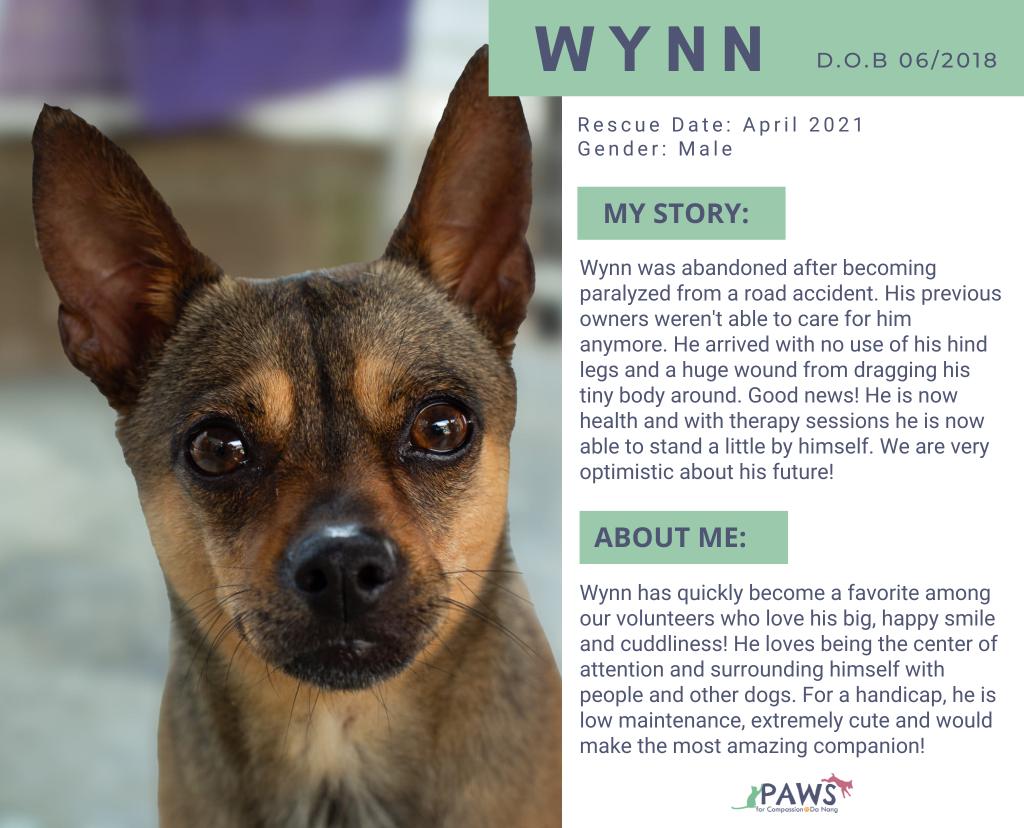 WYNN D.O.B 06/2018
Rescue Date: April 2021
Gender: Male
MY STORY:
Wynn was abandoned after becoming
paralyzed from a road accident. His previous
owners weren't able to care for him
anymore. He arrived with no use of his hind
legs and a huge wound from dragging his
tiny body around. Good news! He is now
health and with therapy sessions he is now
able to stand a little by himself. We are very
optimistic about his future!
ABOUT ME:
Wynn has quickly become a favorite among
our volunteers who love his big, happy smile
and cuddliness! He loves being the center of
attention and surrounding himself with
people and other dogs. For a handicap, he is
low maintenance, extremely cute and would
make the most amazing companion!
PAWS
for Compassion@Da Nang